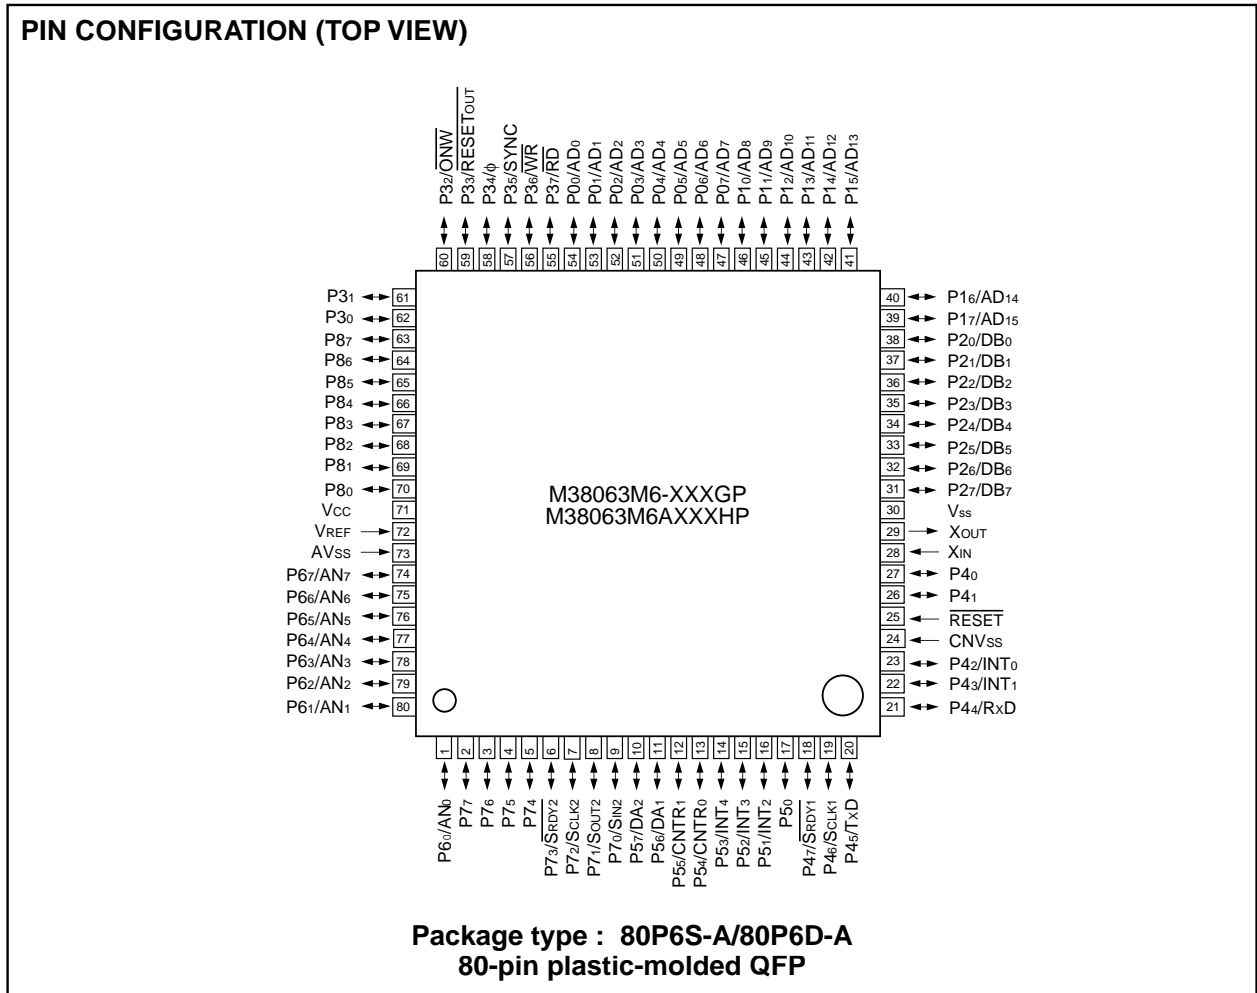 PIN CONFIGURATION (TOP VIEW)
P32/ONW
P33/RESETOUT
P34/ϕ
P35/SYNC
P36/WR
P37/RD
P00/AD0
P01/AD1
P02/AD2
P03/AD3
P04/AD4
P05/AD5
P06/AD6
P07/AD7
P10/AD8
P11/AD9
P12/AD10
P13/AD11
P14/AD12
P15/AD13
60 59 58 57 56 55 54 53 52 51 50 49 48 47 46 45 44 43 42 41
P31 61
P30 62
P87 63
P86 64
P85 65
P84 66
P83 67
P82 68
P81 69
P80 70
VCC 71
VREF 72
AVSS 73
P67/AN7 74
P66/AN6 75
P65/AN5 76
P64/AN4 77
P63/AN3 78
P62/AN2 79
P61/AN1 80
M38063M6-XXXGP
M38063M6AXXXHP
40 P16/AD14
39 P17/AD15
38 P20/DB0
37 P21/DB1
36 P22/DB2
35 P23/DB3
34 P24/DB4
33 P25/DB5
32 P26/DB6
31 P27/DB7
30 Vss
29 XOUT
28 XIN
27 P40
26 P41
25 RESET
24 CNVSS
23 P42/INT0
22 P43/INT1
21 P44/RXD
1 2 3 4 5 6 7 8 9 10 11 12 13 14 15 16 17 18 19 20
P60/AN0
P77
P76
P75
P74
P73/SRDY2
P72/SCLK2
P71/SOUT2
P70/SIN2
P57/DA2
P56/DA1
P55/CNTR1
P54/CNTR0
P53/INT4
P52/INT3
P51/INT2
P50
P47/SRDY1
P46/SCLK1
P45/TXD
Package type : 80P6S-A/80P6D-A
80-pin plastic-molded QFP